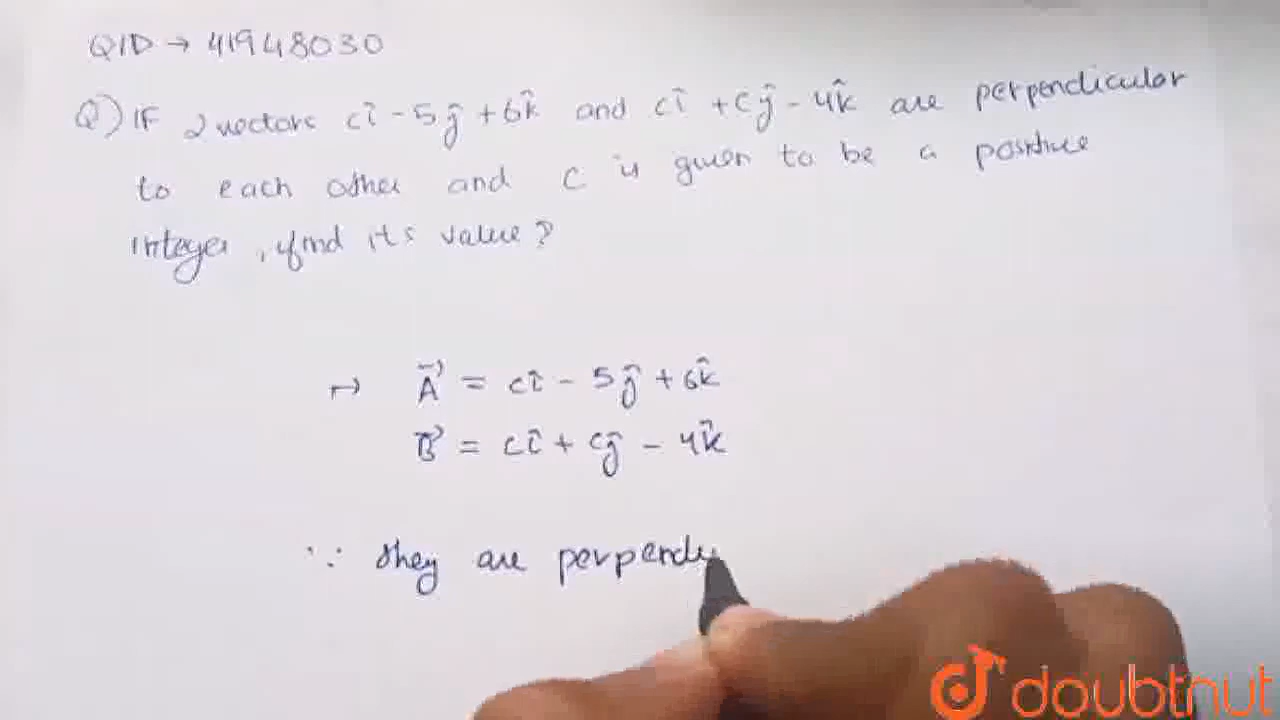 QID → 41948030
Q) IF 2 vectors cî - 5ĵ + 6k̂ and cî + cĵ - 4k̂ are perpendicular
to each other and c is given to be a positive
integer, find its value?
↦ A⃗ = cî - 5ĵ + 6k̂
B⃗ = cî + cĵ - 4k̂
∵ they are perpendi
doubtnut